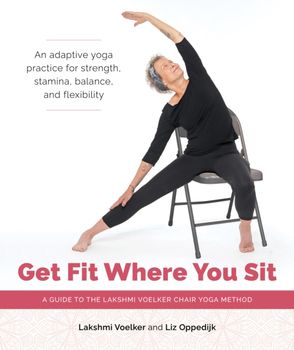 An adaptive yoga
practice for strength,
stamina, balance,
and flexibility
Get Fit Where You Sit
A GUIDE TO THE LAKSHMI VOELKER CHAIR YOGA METHOD
Lakshmi Voelker and Liz Oppedijk